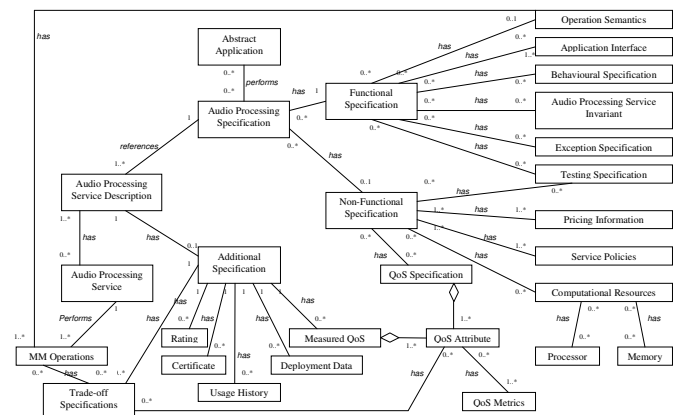 has
0..1
Operation Semantics
Abstract
Application
has
0..*
Application Interface
1..*
0..*
performs
0..*
0..*
0..*
has
has
Behavioural Specification
0..*
Audio Processing
Specification
has
1
0..*
Functional
Specification
0..*
0..*
0..*
has
0..*
Audio Processing Service
Invariant
1
references
0..*
has
0..*
Exception Specification
has
0..*
Testing Specification
1..*
has
0..1
0..*
has
0..*
Audio Processing
Service Description
Non-Functional
Specification
1..*
has
1..*
Pricing Information
1..*
1
has
has
0..1
0..*
0..*
1..*
has
1..*
Service Policies
0..*
Additional
Specification
has
0..*
has
Audio Processing
Service
1
1
1
1
1
1
QoS Specification
0..*
Computational Resources
Performs
1
has
has
has
has
has
has
0..*
0..*
0..*
0..*
0..*
Rating
Measured QoS
QoS Attribute
1..*
1..*
1..*
0..*
0..*
MM Operations
Certificate
Deployment Data
Processor
Memory
0..*
has
0..*
1..*
has
0..*
0..*
has
has
Trade-off
Specifications
Usage History
0..*
1..*
QoS Metrics